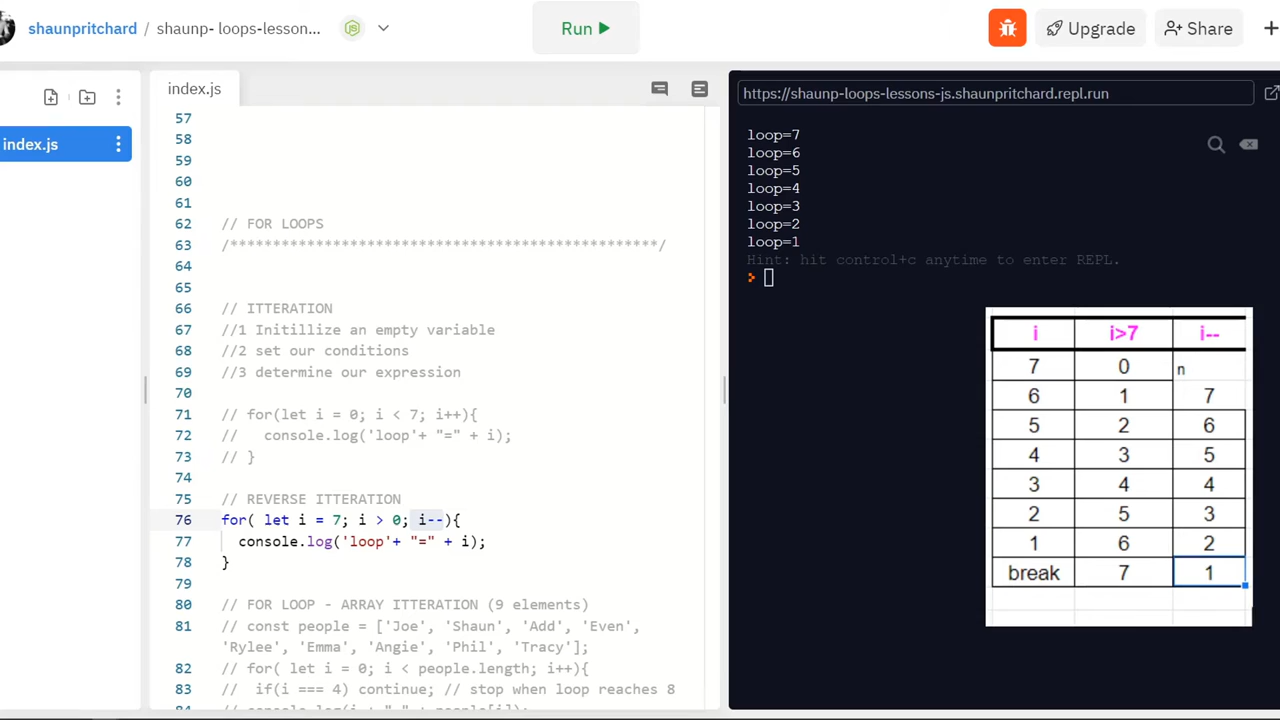 shaunpritchard / shaunp- loops-lesson...
Run
Upgrade
Share
index.js
index.js
57
58
59
60
61
62 // FOR LOOPS
63 /**************************************************/
64
65
66 // ITTERATION
67 //1 Initillize an empty variable
68 //2 set our conditions
69 //3 determine our expression
70
71 // for(let i = 0; i < 7; i++){
72 //   console.log('loop'+ "=" + i);
73 // }
74
75 // REVERSE ITTERATION
76 for( let i = 7; i > 0; i--){
77   console.log('loop'+ "=" + i);
78 }
79
80 // FOR LOOP - ARRAY ITTERATION (9 elements)
81 // const people = ['Joe', 'Shaun', 'Add', 'Even',
'Rylee', 'Emma', 'Angie', 'Phil', 'Tracy'];
82 // for( let i = 0; i < people.length; i++){
83 //  if(i === 4) continue; // stop when loop reaches 8
https://shaunp-loops-lessons-js.shaunpritchard.repl.run
loop=7
loop=6
loop=5
loop=4
loop=3
loop=2
loop=1
Hint: hit control+c anytime to enter REPL.
i i>7 i--
7 0 n
6 1 7
5 2 6
4 3 5
3 4 4
2 5 3
1 6 2
break 7 1